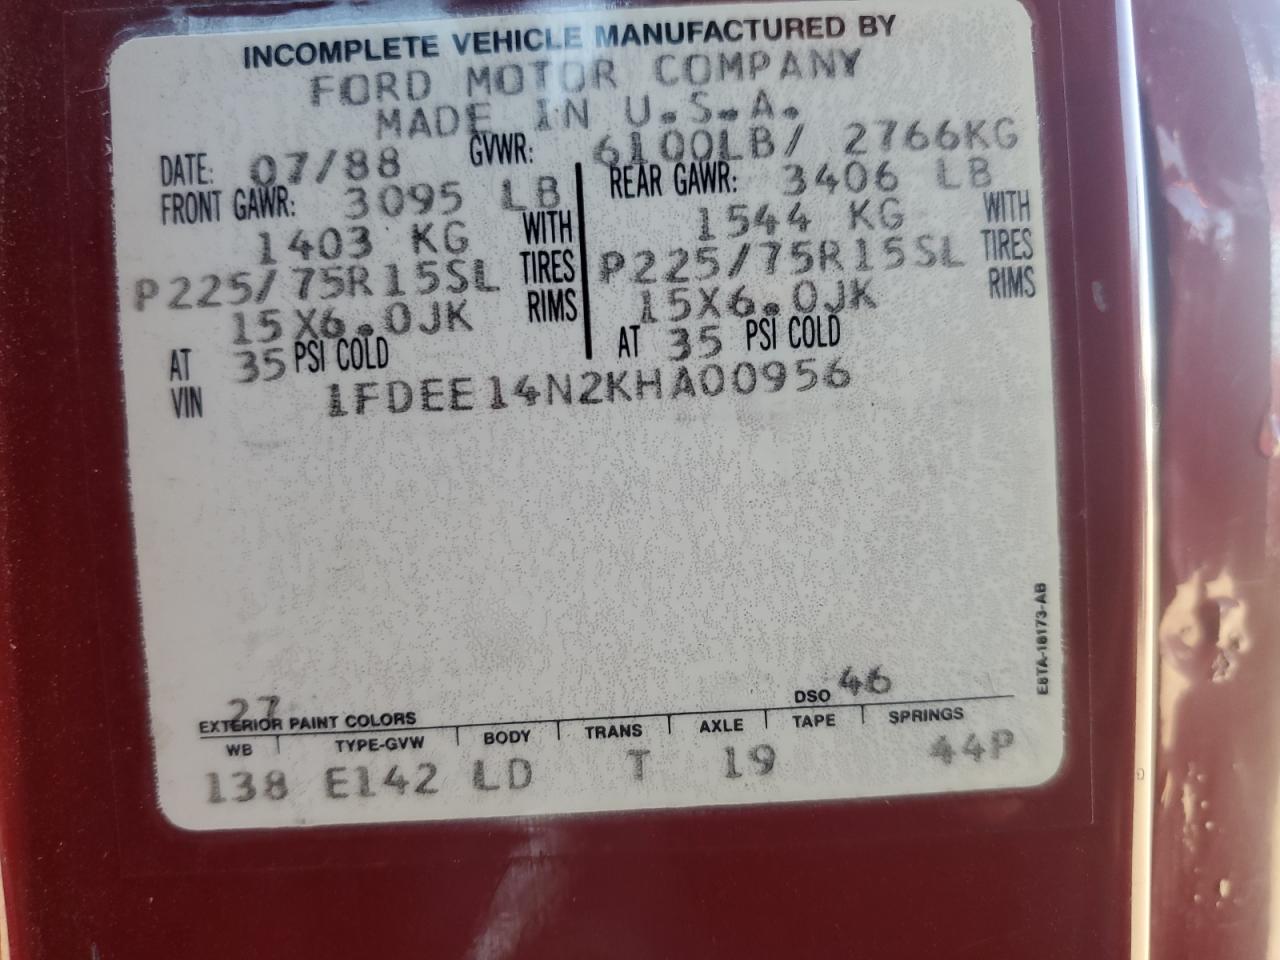 INCOMPLETE VEHICLE MANUFACTURED BY
FORD MOTOR COMPANY
MADE IN U.S.A.
DATE: 07/88 GVWR: 6100LB/ 2766KG
FRONT GAWR: 3095 LB REAR GAWR: 3406 LB
1403 KG WITH 1544 KG WITH
P225/75R15SL TIRES P225/75R15SL TIRES
15X6.0JK RIMS 15X6.0JK RIMS
AT 35 PSI COLD AT 35 PSI COLD
VIN 1FDEE14N2KHA00956
E8TA-16173-AB
27 DSO 46
EXTERIOR PAINT COLORS
WB TYPE-GVW BODY TRANS AXLE TAPE SPRINGS
138 E142 LD T 19 44P